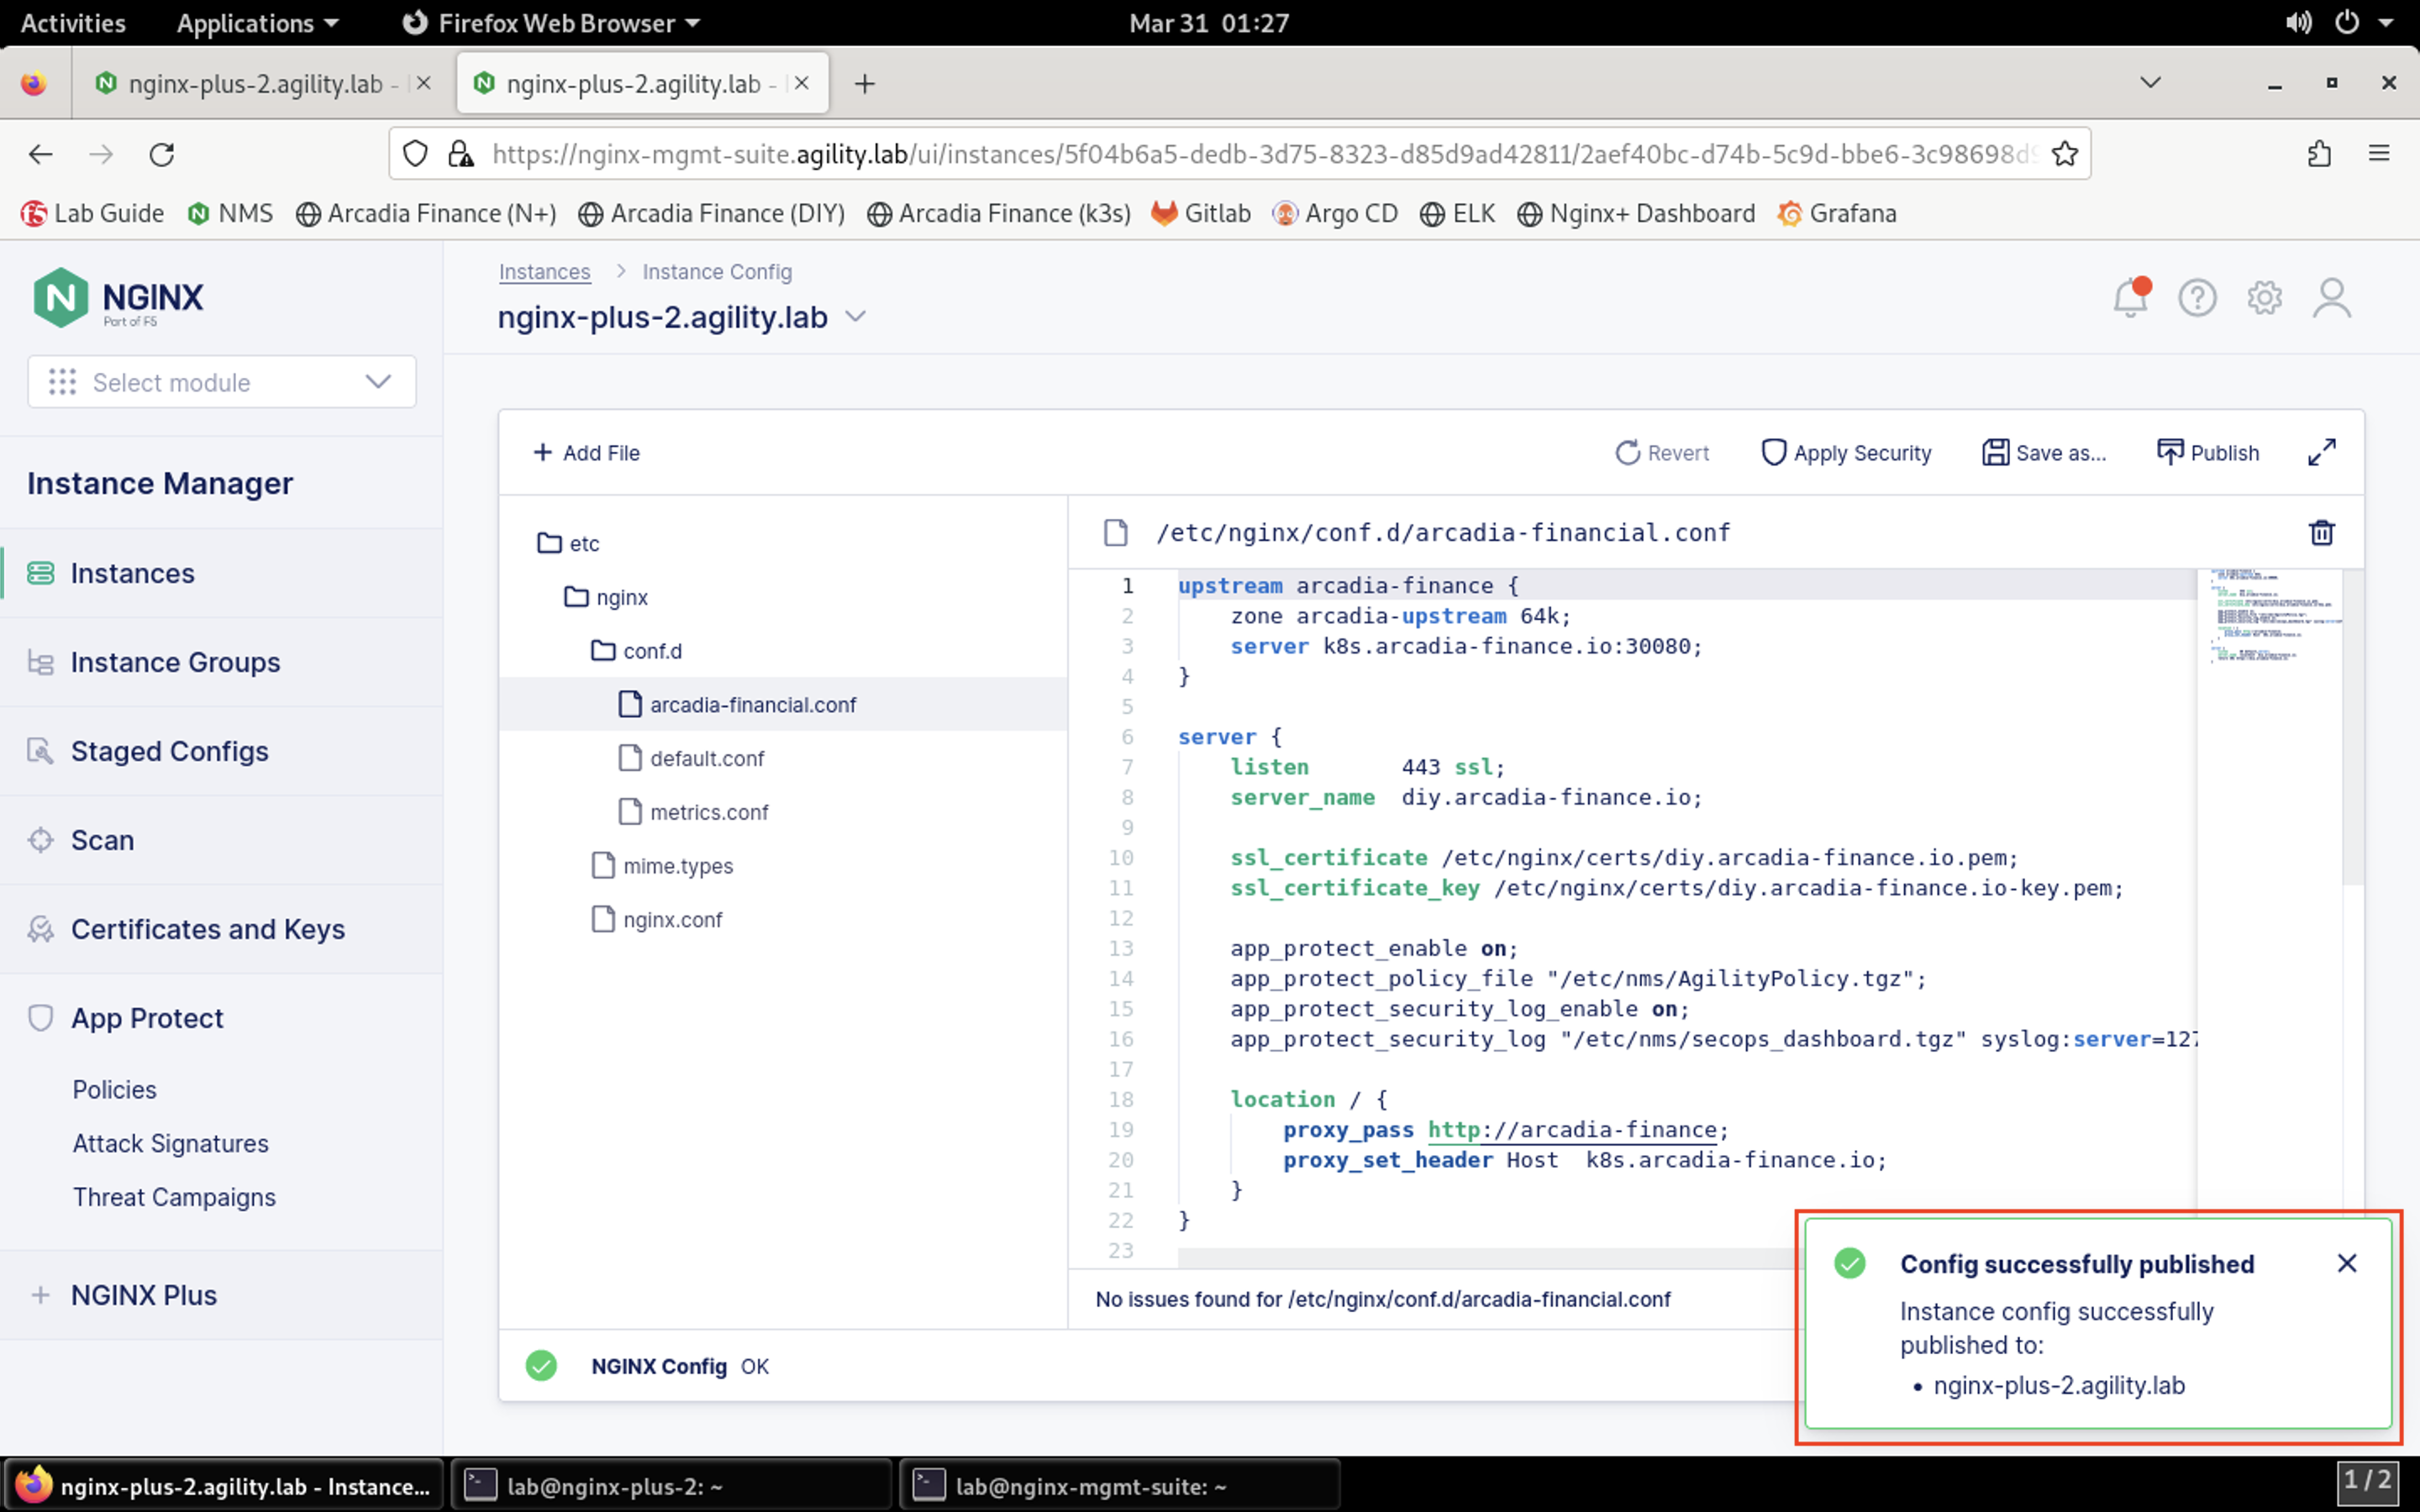 Activities Applications Firefox Web Browser Mar 31 01:27
nginx-plus-2.agility.lab - nginx-plus-2.agility.lab -
https://nginx-mgmt-suite.agility.lab/ui/instances/5f04b6a5-dedb-3d75-8323-d85d9ad42811/2aef40bc-d74b-5c9d-bbe6-3c98698d
Lab Guide NMS Arcadia Finance (N+) Arcadia Finance (DIY) Arcadia Finance (k3s) Gitlab Argo CD ELK Nginx+ Dashboard Grafana
NGINX
Part of F5
Select module
Instance Manager
Instances
Instance Groups
Staged Configs
Scan
Certificates and Keys
App Protect
Policies
Attack Signatures
Threat Campaigns
NGINX Plus
Instances > Instance Config
nginx-plus-2.agility.lab
+ Add File Revert Apply Security Save as... Publish
etc
nginx
conf.d
arcadia-financial.conf
default.conf
metrics.conf
mime.types
nginx.conf
/etc/nginx/conf.d/arcadia-financial.conf
1 upstream arcadia-finance {
2 zone arcadia-upstream 64k;
3 server k8s.arcadia-finance.io:30080;
4 }
5
6 server {
7 listen 443 ssl;
8 server_name diy.arcadia-finance.io;
9
10 ssl_certificate /etc/nginx/certs/diy.arcadia-finance.io.pem;
11 ssl_certificate_key /etc/nginx/certs/diy.arcadia-finance.io-key.pem;
12
13 app_protect_enable on;
14 app_protect_policy_file "/etc/nms/AgilityPolicy.tgz";
15 app_protect_security_log_enable on;
16 app_protect_security_log "/etc/nms/secops_dashboard.tgz" syslog:server=127
17
18 location / {
19 proxy_pass http://arcadia-finance;
20 proxy_set_header Host k8s.arcadia-finance.io;
21 }
22 }
23
No issues found for /etc/nginx/conf.d/arcadia-financial.conf
NGINX Config OK
Config successfully published
Instance config successfully
published to:
• nginx-plus-2.agility.lab
nginx-plus-2.agility.lab - Instance... lab@nginx-plus-2: ~ lab@nginx-mgmt-suite: ~ 1 / 2